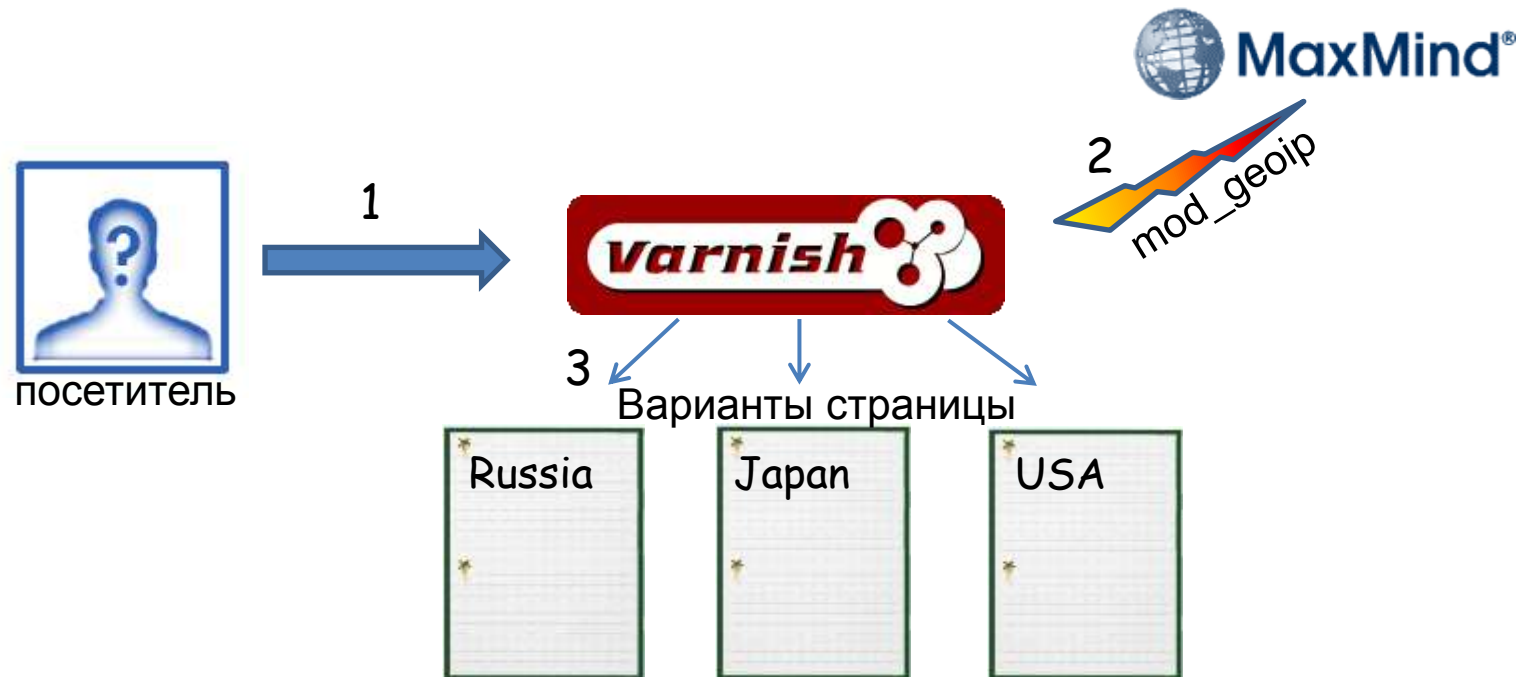 MaxMind®
1
2
mod_geoip
?
varnish
посетитель
3
Варианты страницы
Russia
Japan
USA